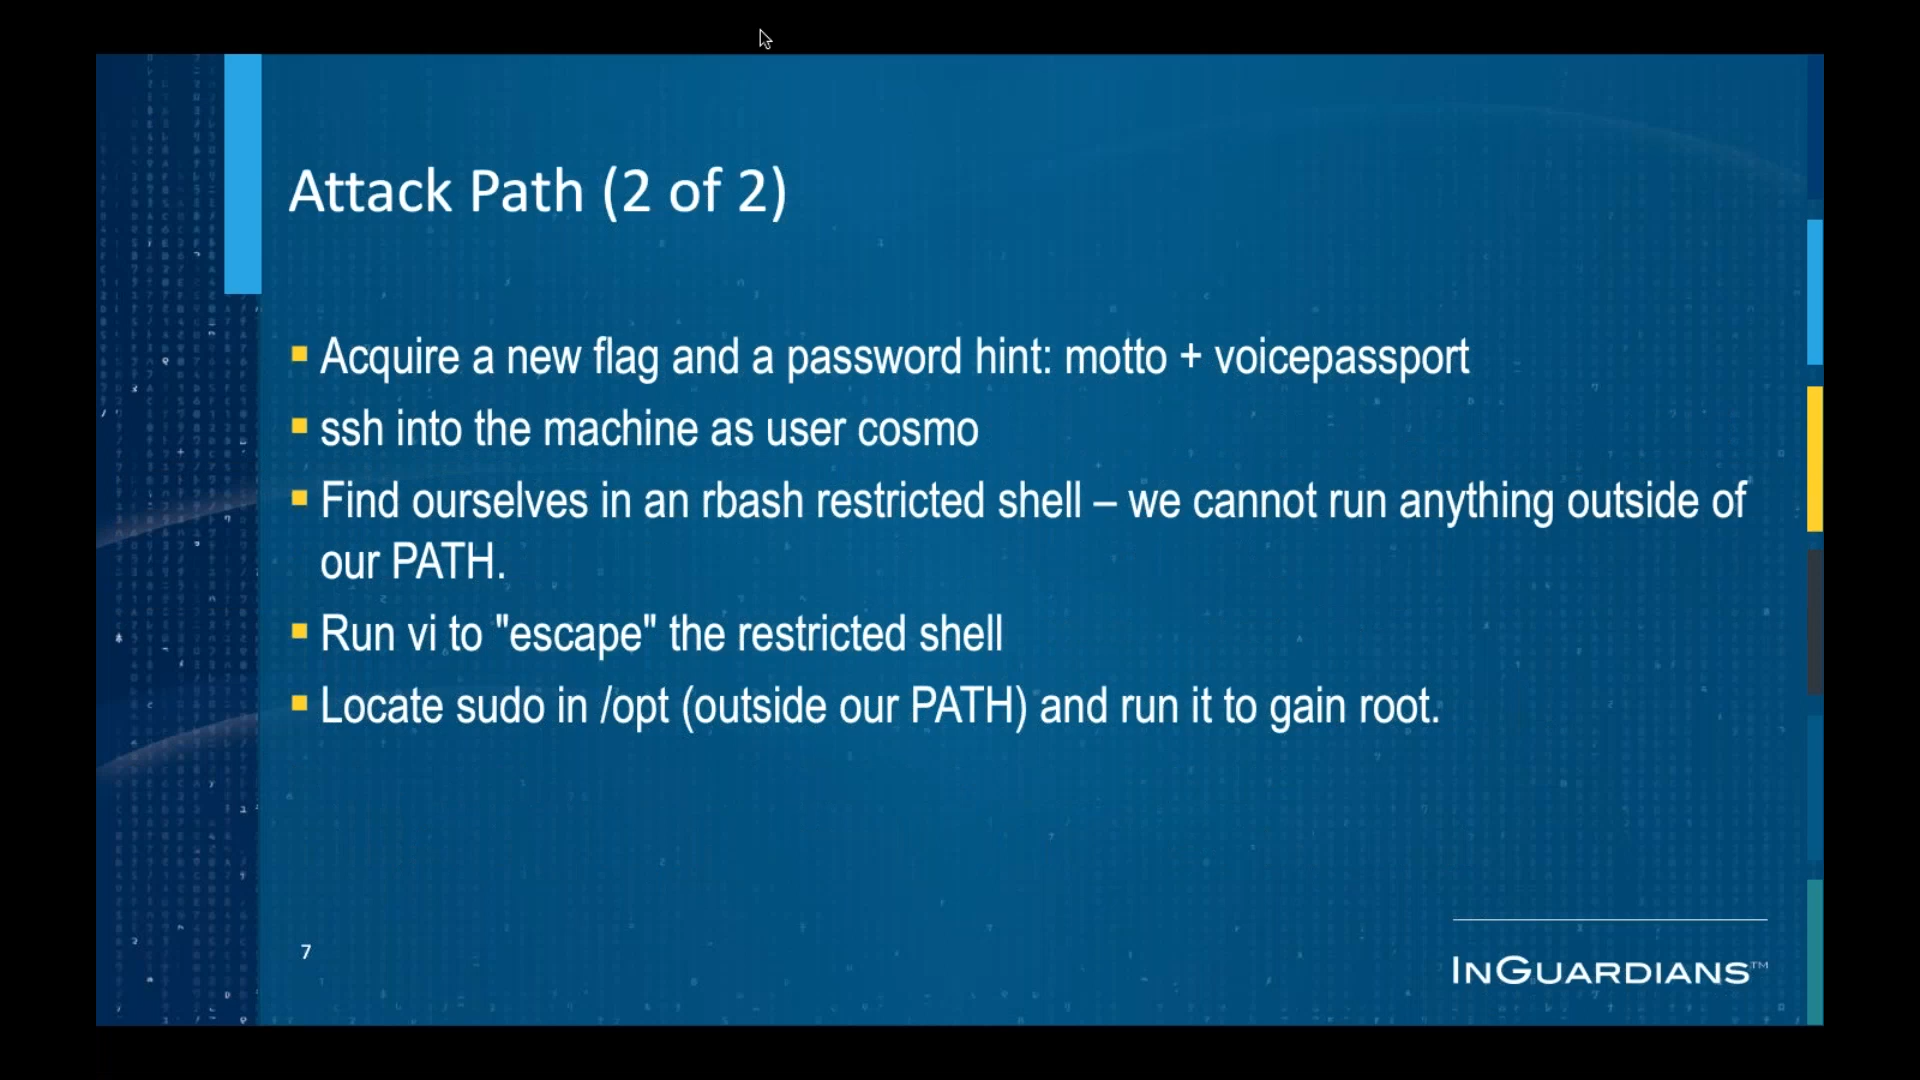 Attack Path (2 of 2)
Acquire a new flag and a password hint: motto + voicepassport
ssh into the machine as user cosmo
Find ourselves in an rbash restricted shell – we cannot run anything outside of
our PATH.
Run vi to "escape" the restricted shell
Locate sudo in /opt (outside our PATH) and run it to gain root.
7
INGUARDIANS™